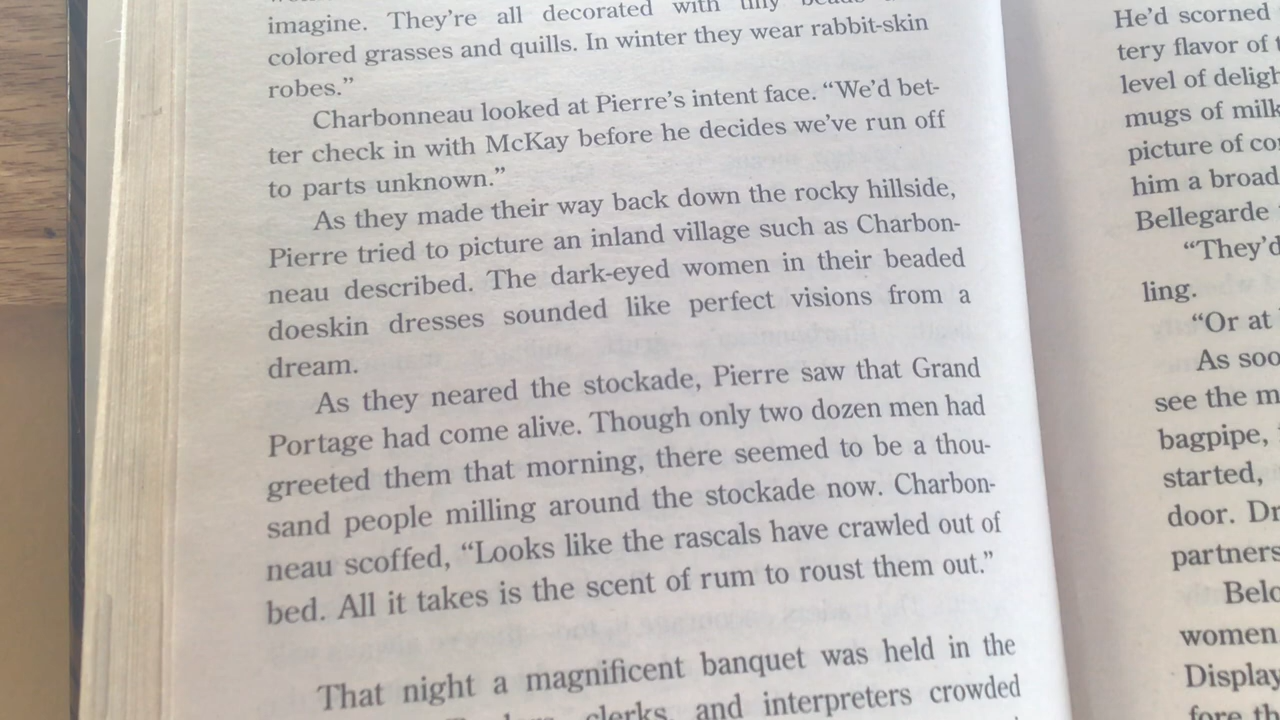 imagine. They're all decorated with tiny
colored grasses and quills. In winter they wear rabbit-skin
robes.”
Charbonneau looked at Pierre's intent face. “We'd bet-
ter check in with McKay before he decides we've run off
to parts unknown.”
As they made their way back down the rocky hillside,
Pierre tried to picture an inland village such as Charbon-
neau described. The dark-eyed women in their beaded
doeskin dresses sounded like perfect visions from a
dream.
As they neared the stockade, Pierre saw that Grand
Portage had come alive. Though only two dozen men had
greeted them that morning, there seemed to be a thou-
sand people milling around the stockade now. Charbon-
neau scoffed, “Looks like the rascals have crawled out of
bed. All it takes is the scent of rum to roust them out.”
That night a magnificent banquet was held in the
clerks, and interpreters crowded
He'd scorned
tery flavor of
level of
mugs of milk
picture of
him a broad
Bellegarde
“They'd
ling.
“Or at
As
see the
bagpipe,
started,
door.
partners
women
Display